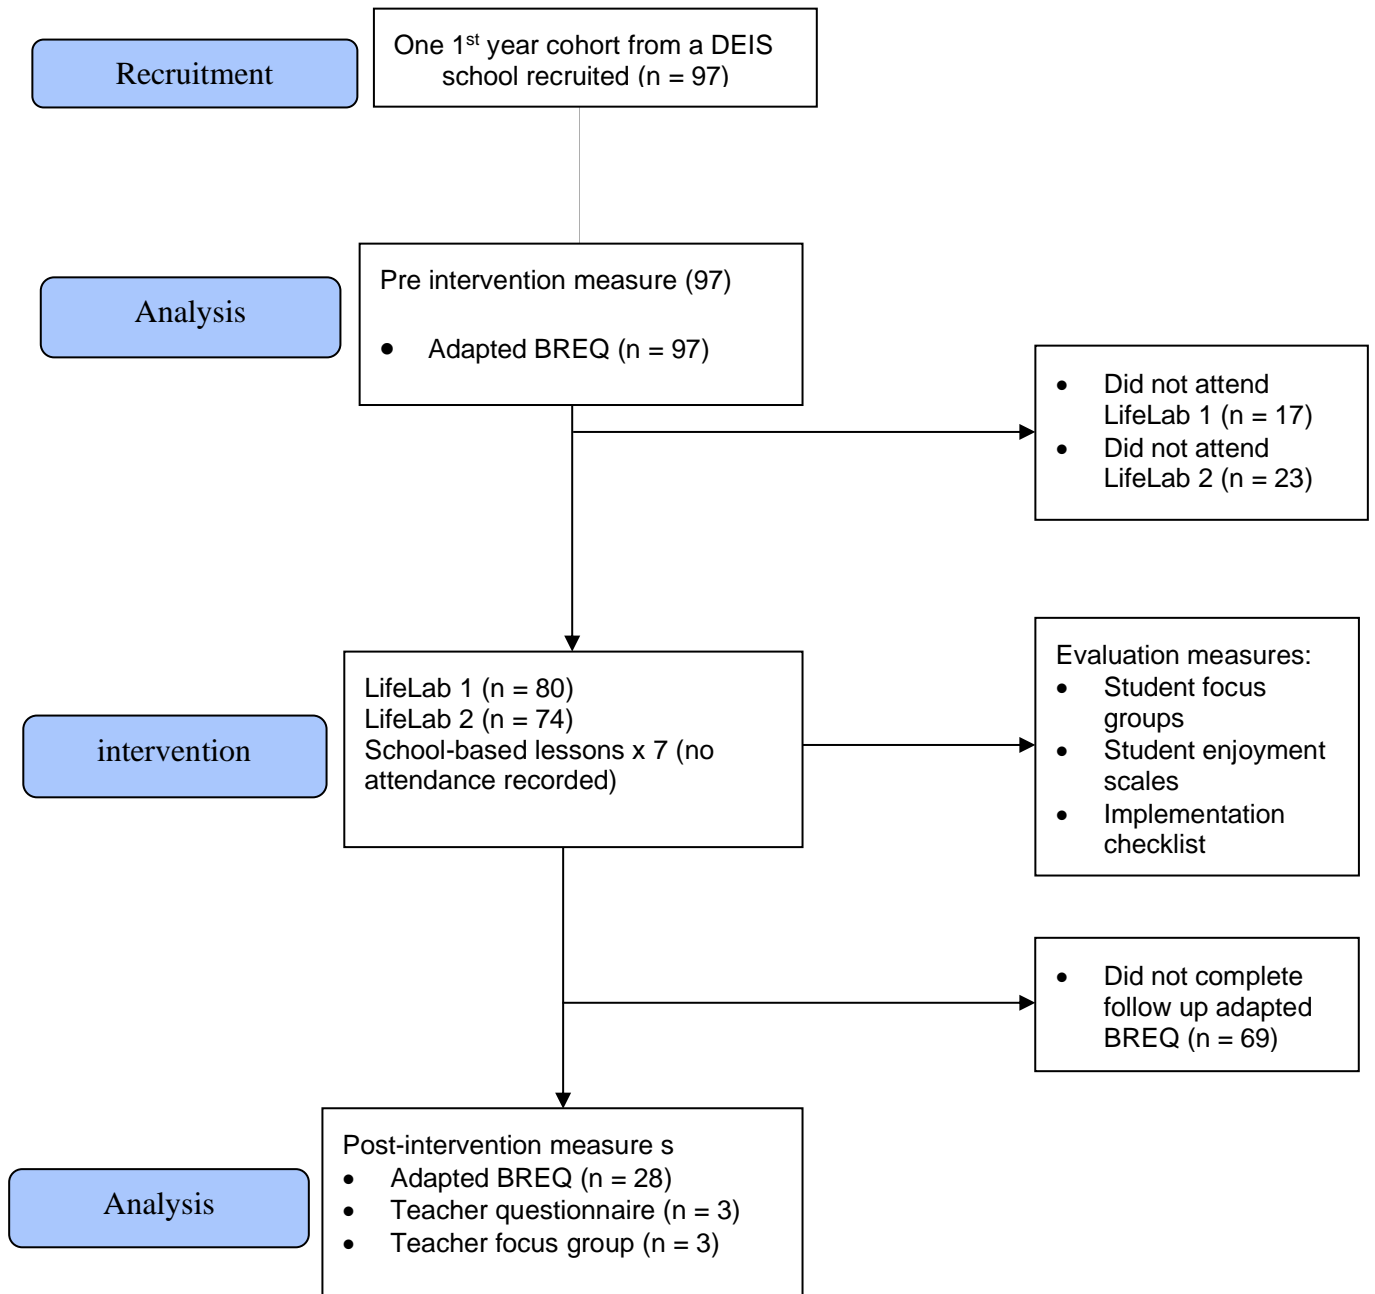 Recruitment
One 1st year cohort from a DEIS
school recruited (n = 97)
Analysis
Pre intervention measure (97)
• Adapted BREQ (n = 97)
• Did not attend
LifeLab 1 (n = 17)
• Did not attend
LifeLab 2 (n = 23)
intervention
LifeLab 1 (n = 80)
LifeLab 2 (n = 74)
School-based lessons x 7 (no
attendance recorded)
Evaluation measures:
• Student focus
groups
• Student enjoyment
scales
• Implementation
checklist
• Did not complete
follow up adapted
BREQ (n = 69)
Analysis
Post-intervention measure s
• Adapted BREQ (n = 28)
• Teacher questionnaire (n = 3)
• Teacher focus group (n = 3)